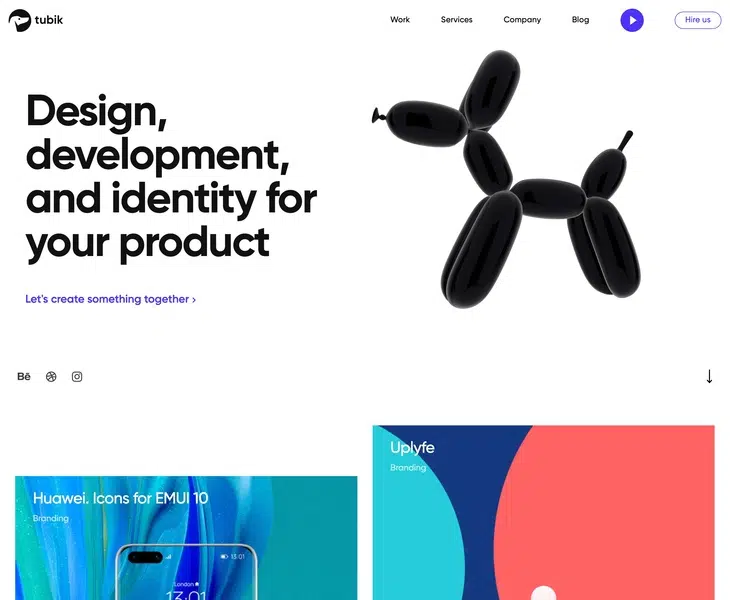 tubik
Work Services Company Blog Hire us
Design,
development,
and identity for
your product
Let's create something together ›
Bē
Uplyfe
Branding
Huawei. Icons for EMUI 10
Branding
13:01
London
13:01